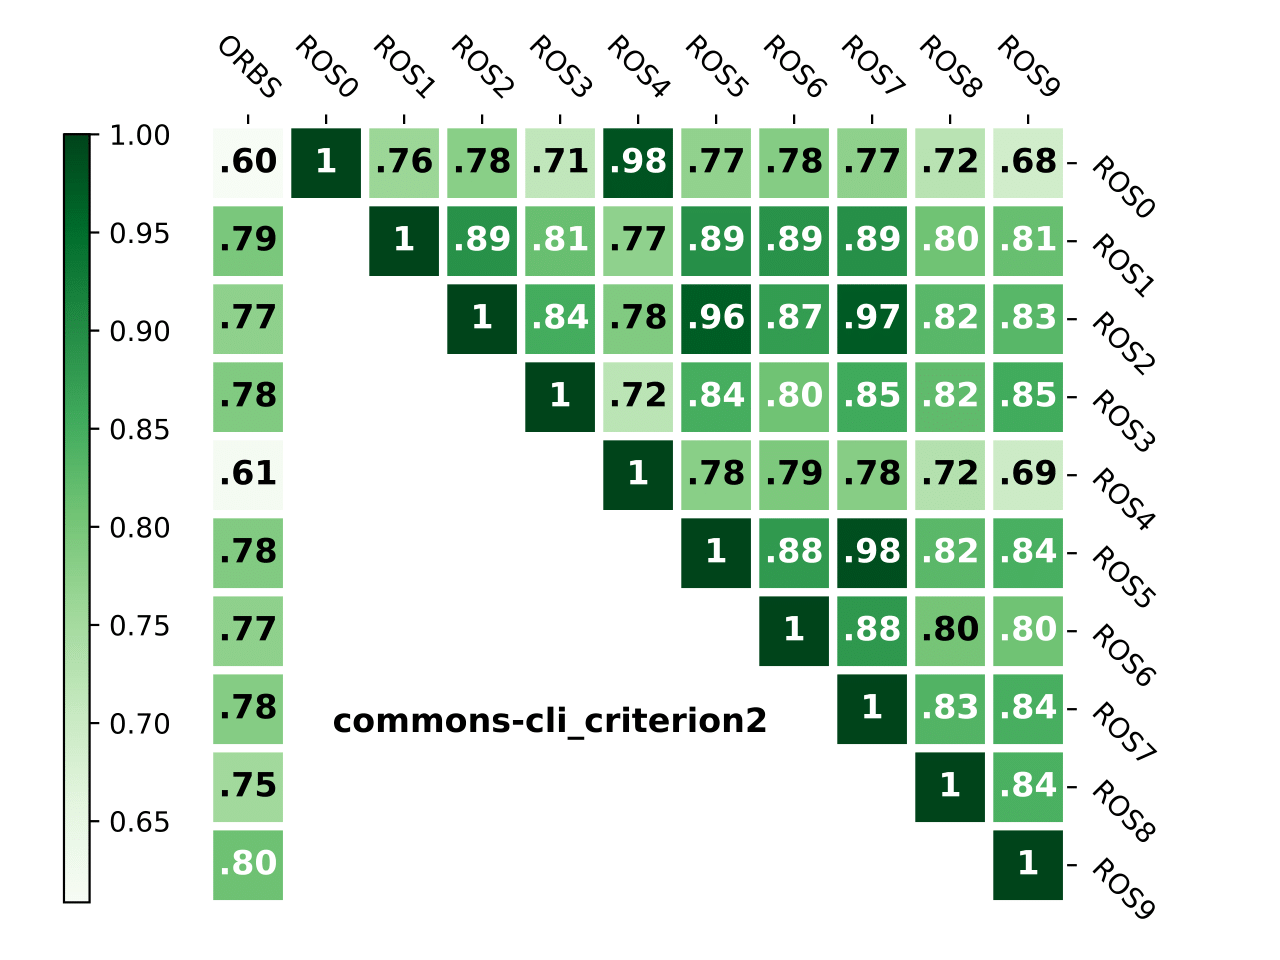 ORBS ROS0 ROS1 ROS2 ROS3 ROS4 ROS5 ROS6 ROS7 ROS8 ROS9
1.00
0.95
0.90
0.85
0.80
0.75
0.70
0.65
.60 1 .76 .78 .71 .98 .77 .78 .77 .72 .68 ROS0
.79 1 .89 .81 .77 .89 .89 .89 .80 .81 ROS1
.77 1 .84 .78 .96 .87 .97 .82 .83 ROS2
.78 1 .72 .84 .80 .85 .82 .85 ROS3
.61 1 .78 .79 .78 .72 .69 ROS4
.78 1 .88 .98 .82 .84 ROS5
.77 1 .88 .80 .80 ROS6
.78 1 .83 .84 ROS7
commons-cli_criterion2
.75 1 .84 ROS8
.80 1 ROS9